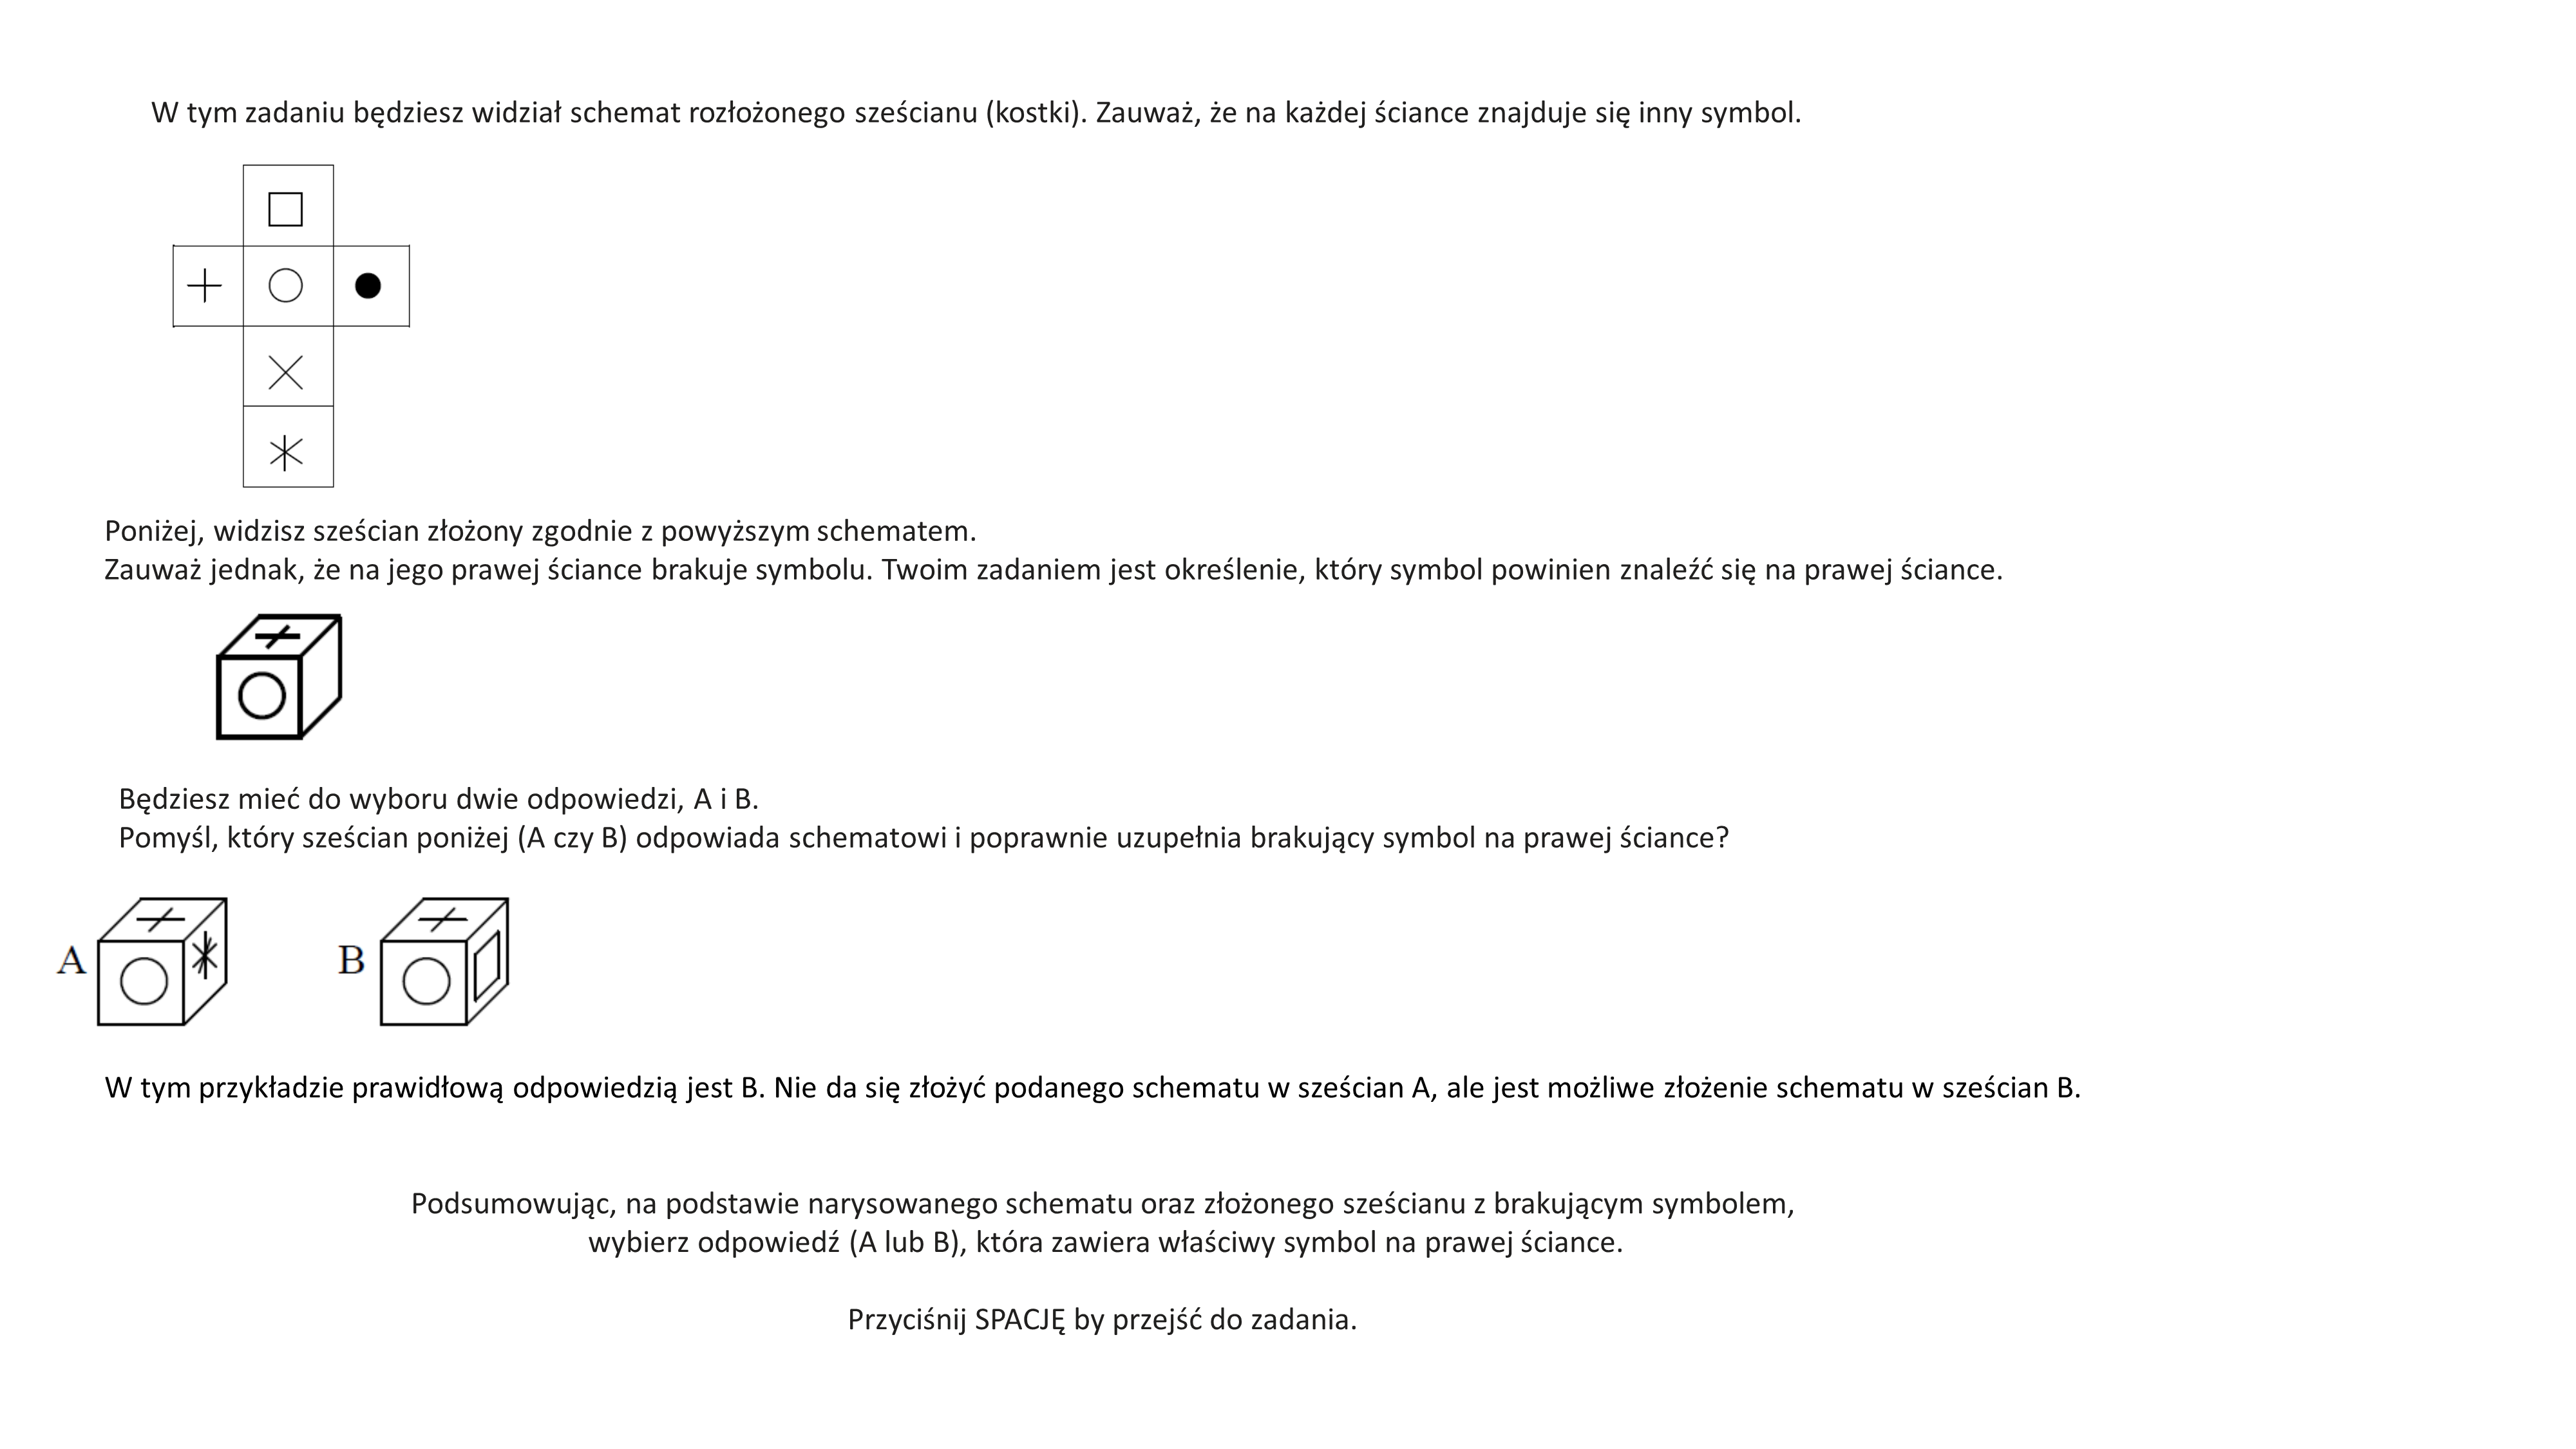 W tym zadaniu będziesz widział schemat rozłożonego sześcianu (kostki). Zauważ, że na każdej ściance znajduje się inny symbol.
Poniżej, widzisz sześcian złożony zgodnie z powyższym schematem.
Zauważ jednak, że na jego prawej ściance brakuje symbolu. Twoim zadaniem jest określenie, który symbol powinien znaleźć się na prawej ściance.
Będziesz mieć do wyboru dwie odpowiedzi, A i B.
Pomyśl, który sześcian poniżej (A czy B) odpowiada schematowi i poprawnie uzupełnia brakujący symbol na prawej ściance?
A B
W tym przykładzie prawidłową odpowiedzią jest B. Nie da się złożyć podanego schematu w sześcian A, ale jest możliwe złożenie schematu w sześcian B.
Podsumowując, na podstawie narysowanego schematu oraz złożonego sześcianu z brakującym symbolem,
wybierz odpowiedź (A lub B), która zawiera właściwy symbol na prawej ściance.
Przyciśnij SPACJĘ by przejść do zadania.